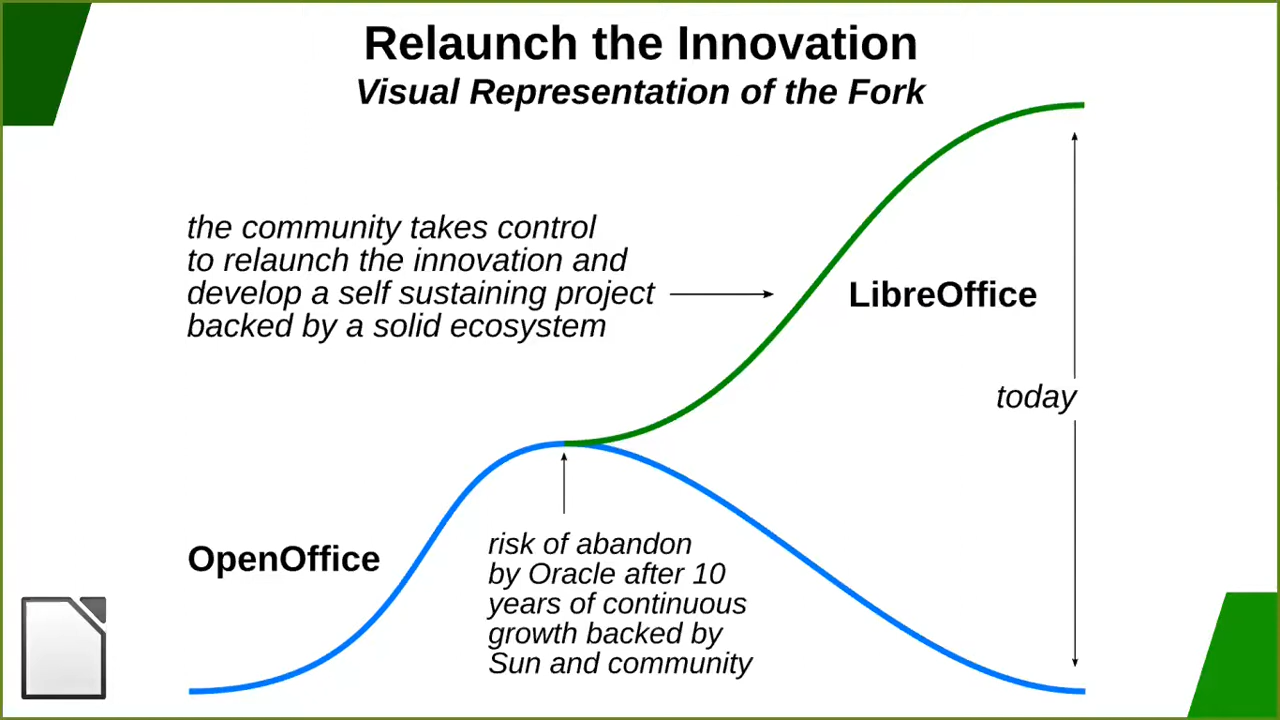 Relaunch the Innovation
Visual Representation of the Fork
the community takes control
to relaunch the innovation and
develop a self sustaining project
backed by a solid ecosystem
LibreOffice
today
OpenOffice
risk of abandon
by Oracle after 10
years of continuous
growth backed by
Sun and community